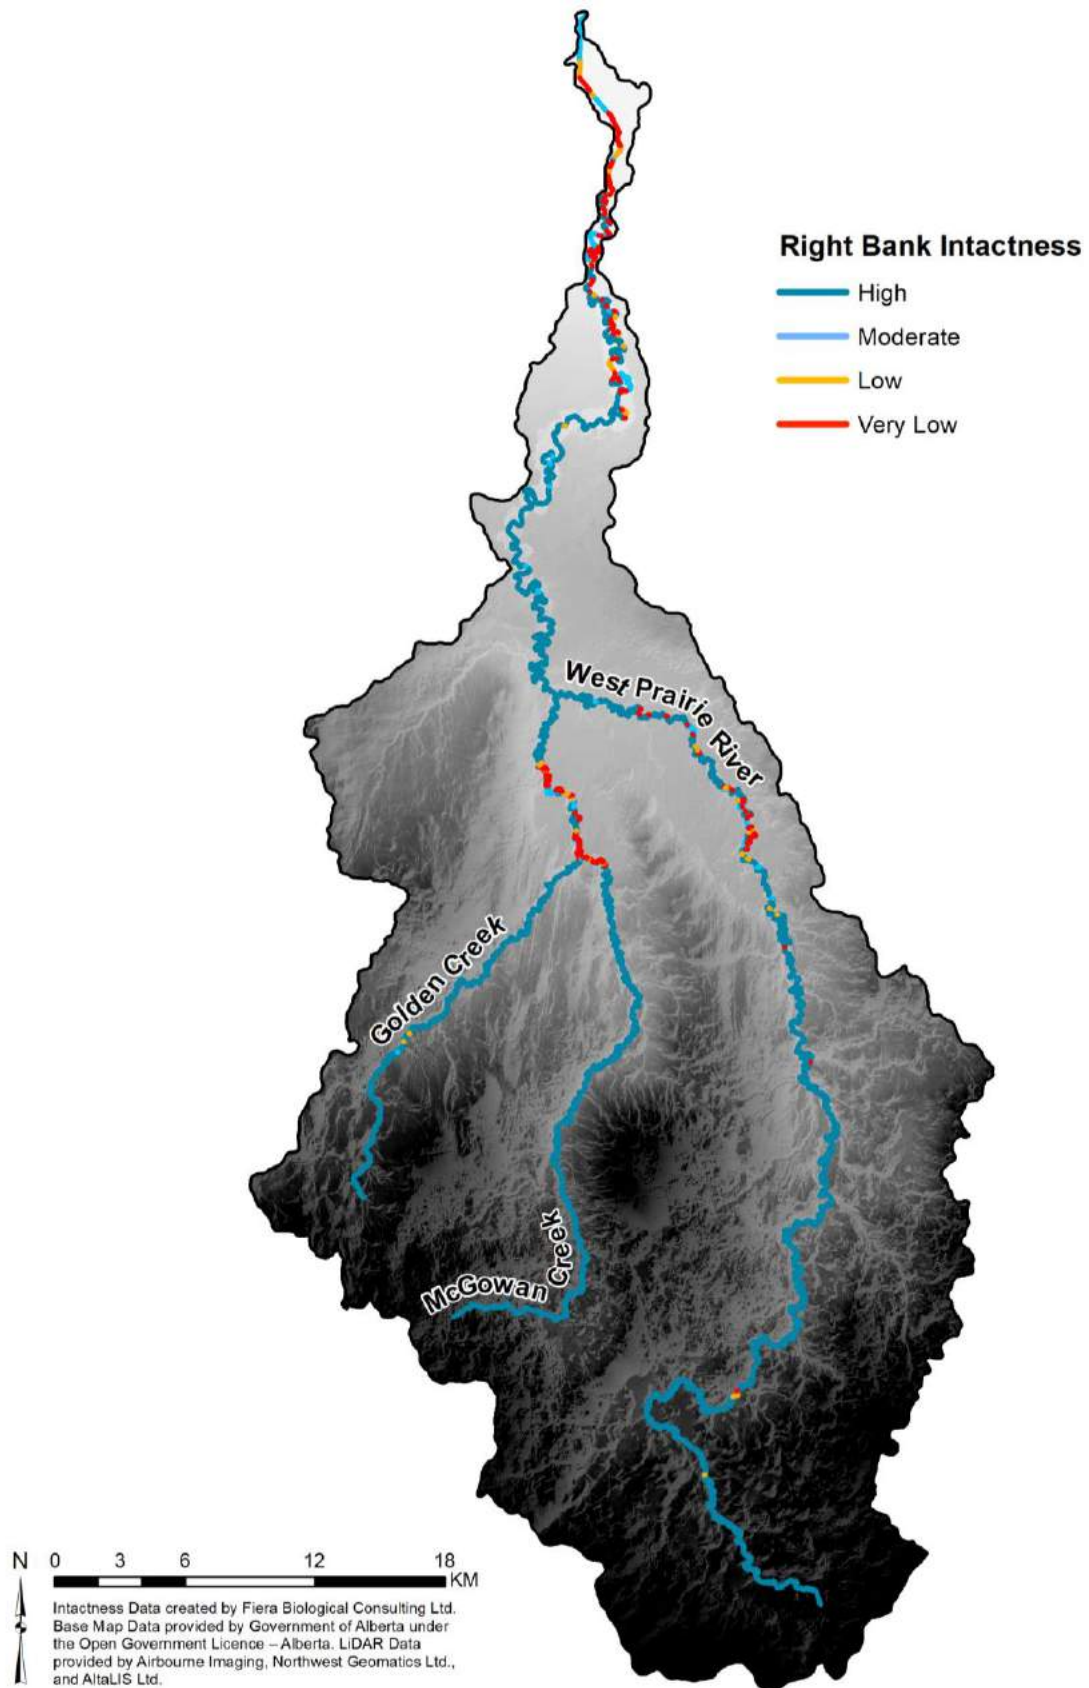 Right Bank Intactness
High
Moderate
Low
Very Low
West Prairie River
Golden Creek
McGowan Creek
N 0 3 6 12 18
KM
Intactness Data created by Fiera Biological Consulting Ltd.
Base Map Data provided by Government of Alberta under
the Open Government Licence – Alberta. LiDAR Data
provided by Airbourne Imaging, Northwest Geomatics Ltd.,
and AltaLIS Ltd.